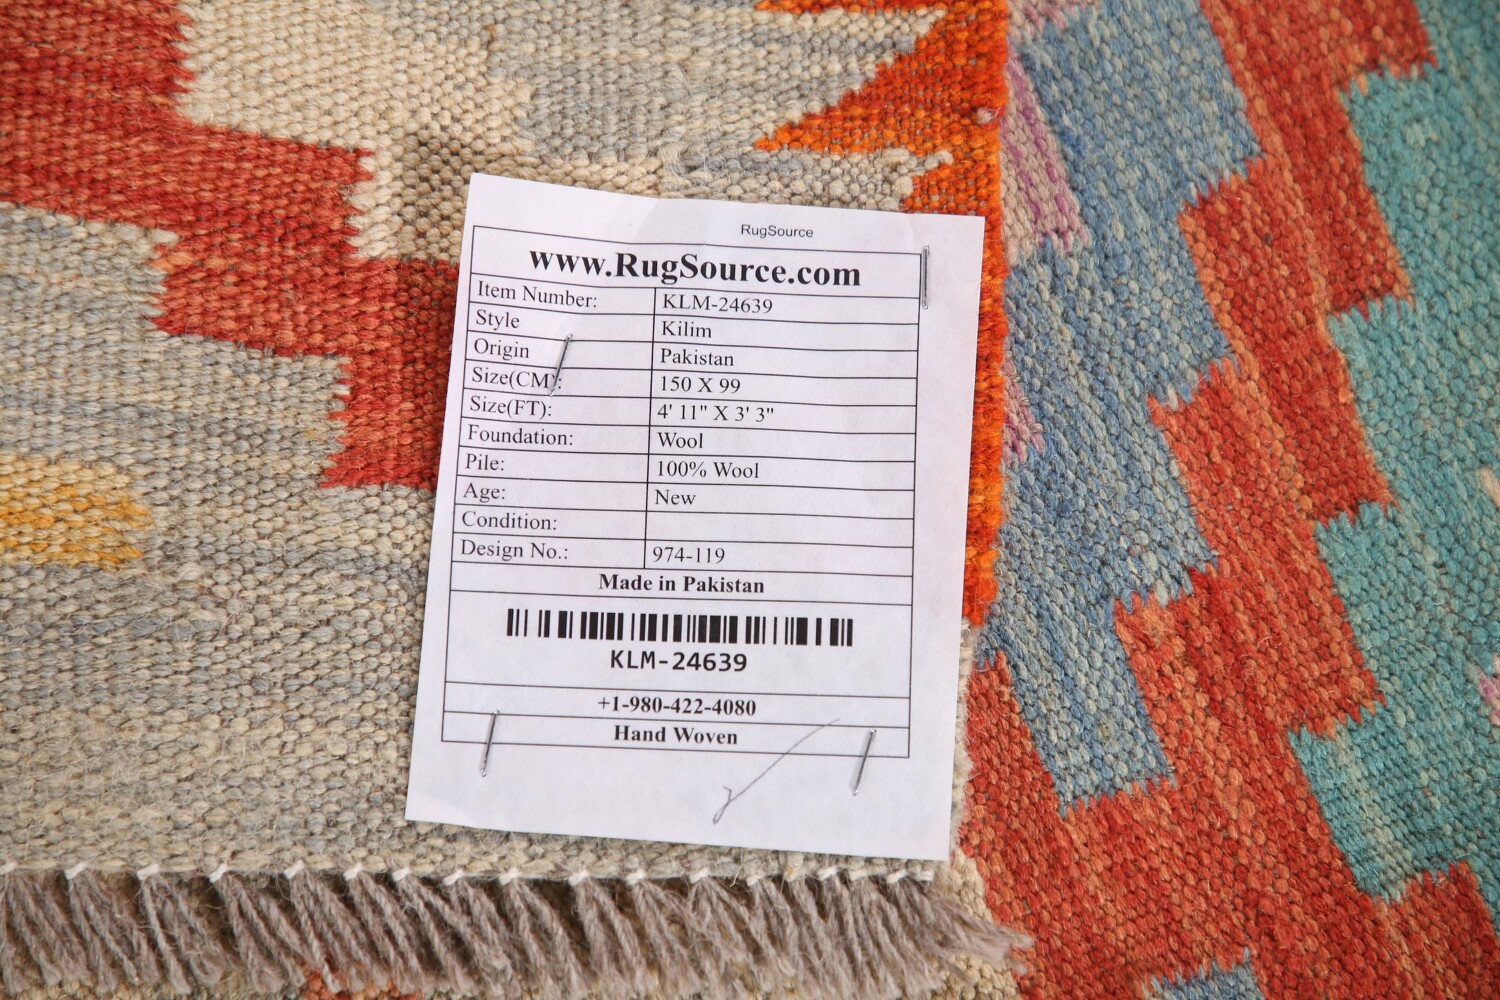 RugSource
www.RugSource.com
Item Number: KLM-24639
Style Kilim
Origin Pakistan
Size(CM): 150 X 99
Size(FT): 4' 11" X 3' 3"
Foundation: Wool
Pile: 100% Wool
Age: New
Condition:
Design No.: 974-119
Made in Pakistan
KLM-24639
+1-980-422-4080
Hand Woven